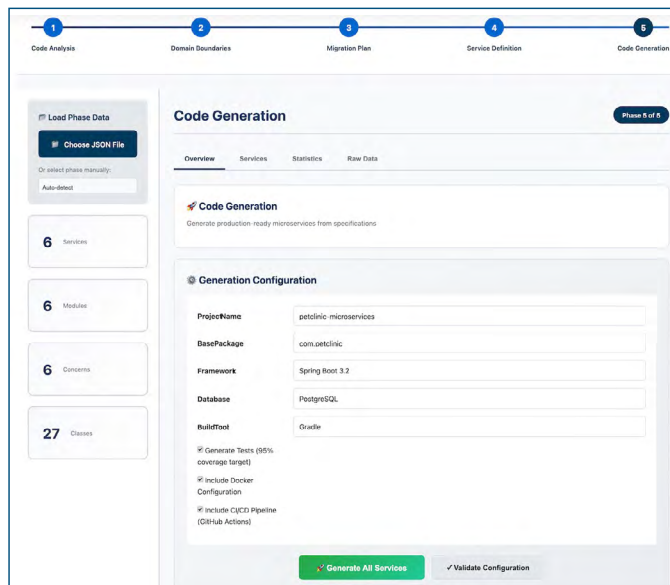 1
2
3
4
5
Code Analysis
Domain Boundaries
Migration Plan
Service Definition
Code Generation
Load Phase Data
Choose JSON File
Or select phase manually:
Auto-detect
6 Services
6 Modules
6 Concerns
27 Classes
Code Generation
Phase 5 of 5
Overview
Services
Statistics
Raw Data
Code Generation
Generate production-ready microservices from specifications
Generation Configuration
ProjectName
petclinic-microservices
BasePackage
com.petclinic
Framework
Spring Boot 3.2
Database
PostgreSQL
BuildTool
Gradle
Generate Tests (95%
coverage target)
Include Docker
Configuration
Include CI/CD Pipeline
(GitHub Actions)
Generate All Services
✓ Validate Configuration